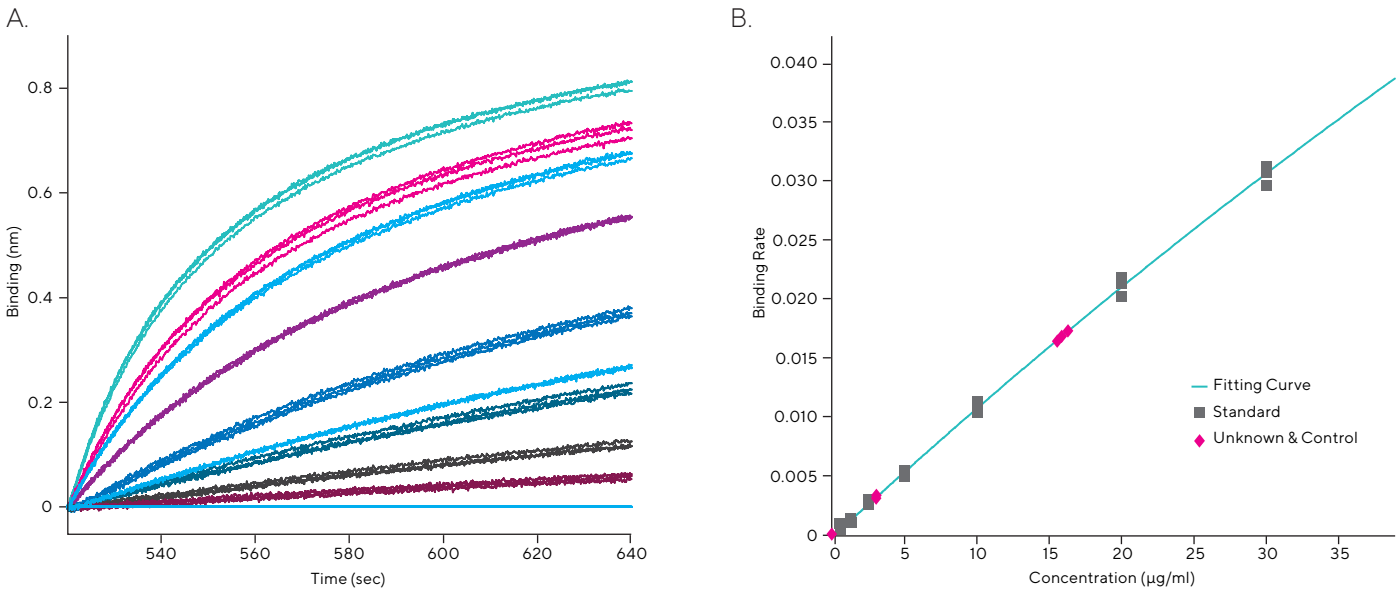 A.
0.8
0.6
0.4
0.2
0
Binding (nm)
540 560 580 600 620 640
Time (sec)
B.
0.040
0.035
0.030
0.025
0.020
0.015
0.010
0.005
0
Binding Rate
Fitting Curve
Standard
Unknown & Control
0 5 10 15 20 25 30 35
Concentration (µg/ml)